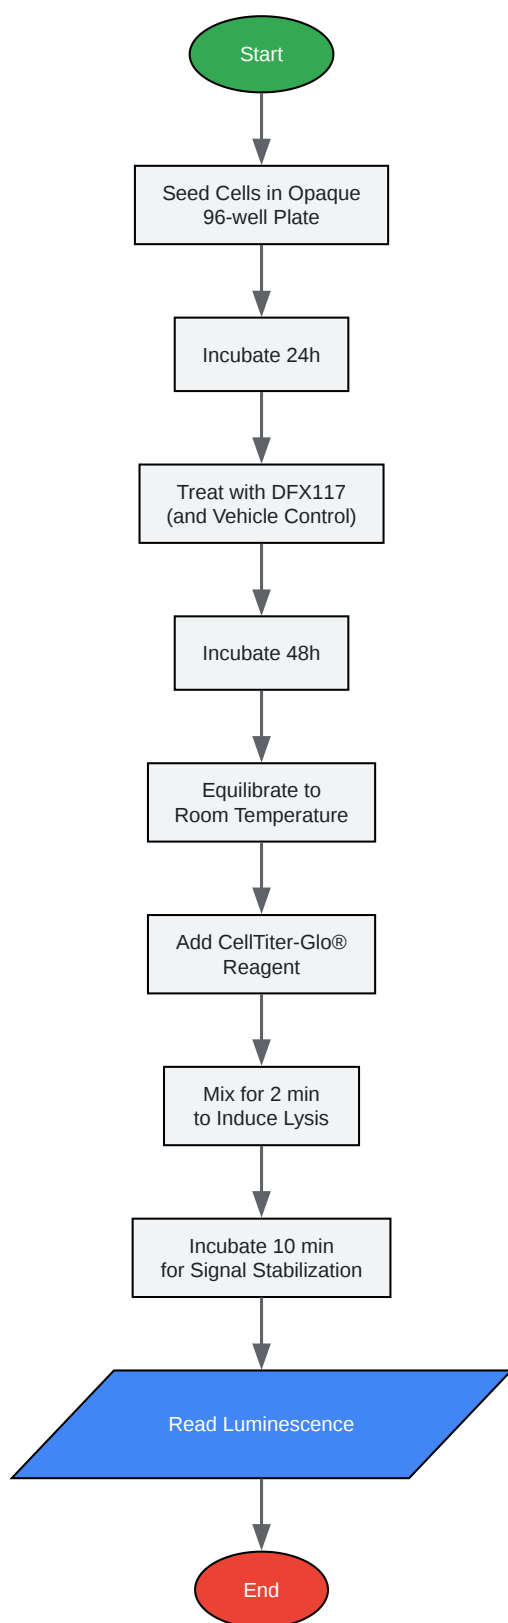 Start
Seed Cells in Opaque
96-well Plate
Incubate 24h
Treat with DFX117
(and Vehicle Control)
Incubate 48h
Equilibrate to
Room Temperature
Add CellTiter-Glo®
Reagent
Mix for 2 min
to Induce Lysis
Incubate 10 min
for Signal Stabilization
Read Luminescence
End